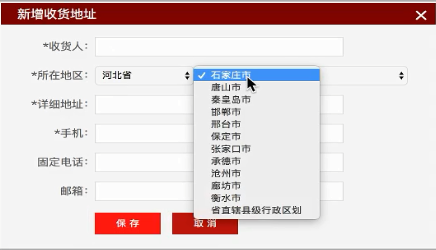 新增收货地址
*收货人:
*所在地区: 河北省 石家庄市
唐山市
*详细地址:
秦皇岛市
邯郸市
邢台市
*手机:
保定市
张家口市
固定电话:
承德市
沧州市
邮箱:
廊坊市
衡水市
省直辖县级行政区划
保存 取消